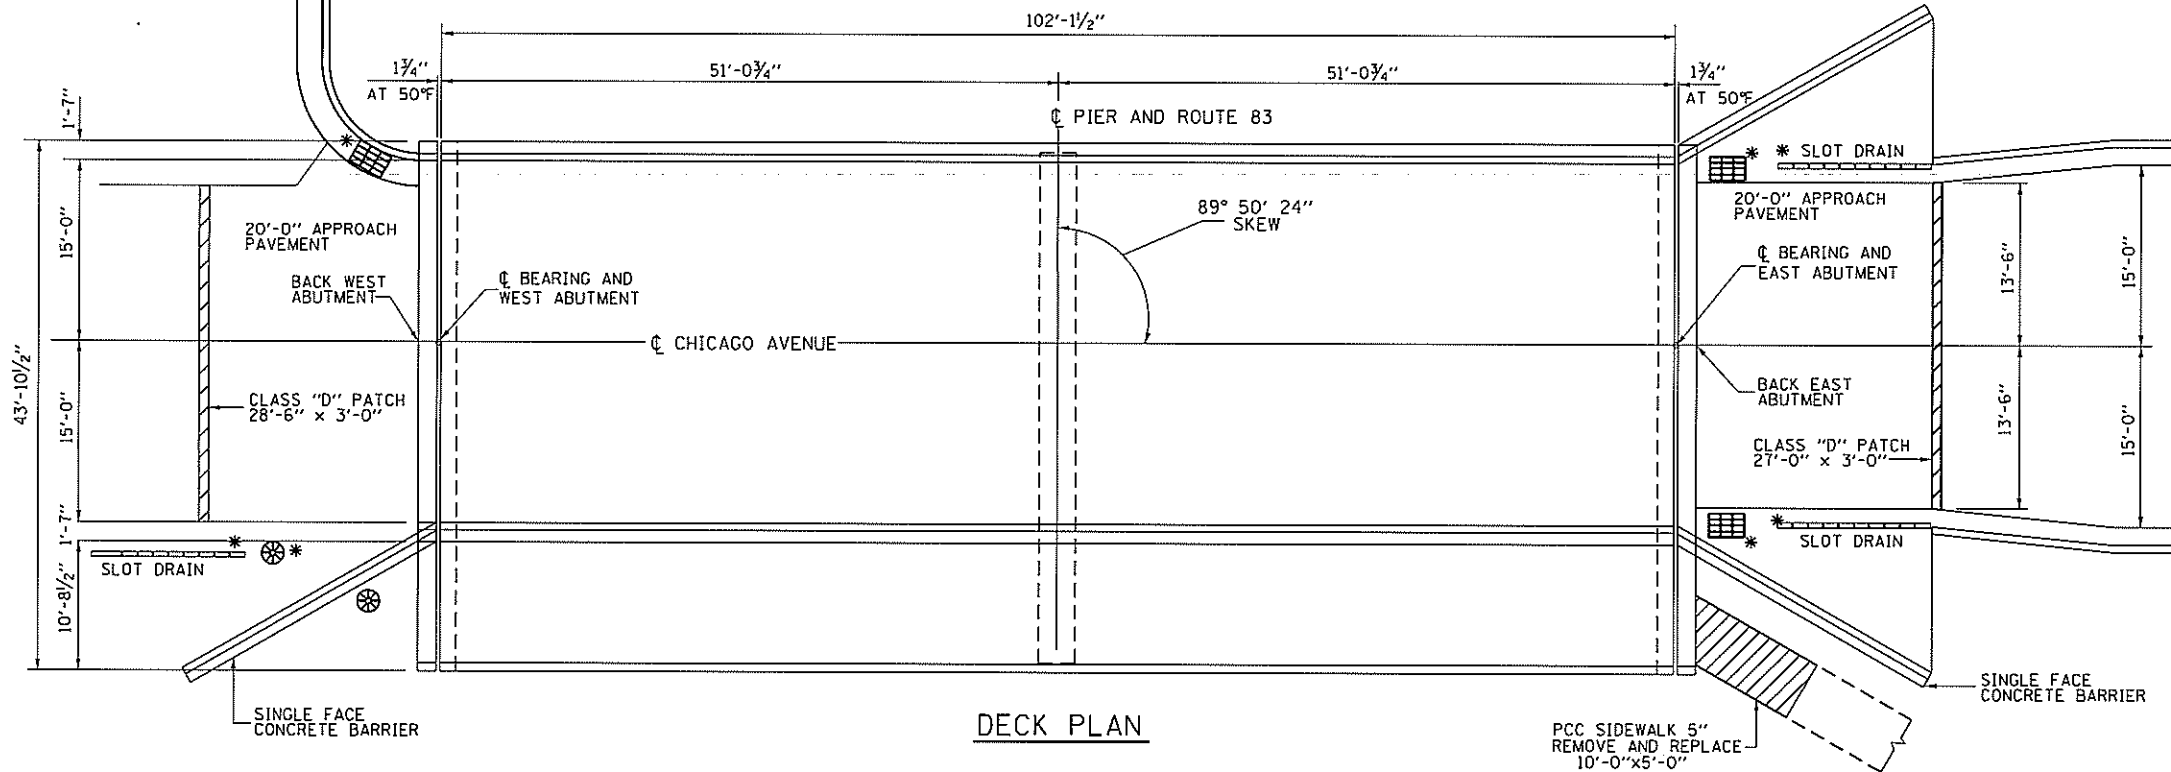 102'-1½"
1¾"
AT 50°F
51'-0¾"
51'-0¾"
1¾"
AT 50°F
℄ PIER AND ROUTE 83
1'-7"
* SLOT DRAIN
*
*
20'-0" APPROACH
PAVEMENT
89° 50' 24"
SKEW
20'-0" APPROACH
PAVEMENT
15'-0"
BACK WEST
ABUTMENT
℄ BEARING AND
WEST ABUTMENT
℄ BEARING AND
EAST ABUTMENT
13'-6"
15'-0"
℄ CHICAGO AVENUE
43'-10½"
15'-0"
CLASS "D" PATCH
28'-6" x 3'-0"
BACK EAST
ABUTMENT
13'-6"
15'-0"
CLASS "D" PATCH
27'-0" x 3'-0"
1'-7"
*
*
SLOT DRAIN
*
*
SLOT DRAIN
10'-8½"
SINGLE FACE
CONCRETE BARRIER
SINGLE FACE
CONCRETE BARRIER
DECK PLAN
PCC SIDEWALK 5"
REMOVE AND REPLACE
10'-0"x5'-0"